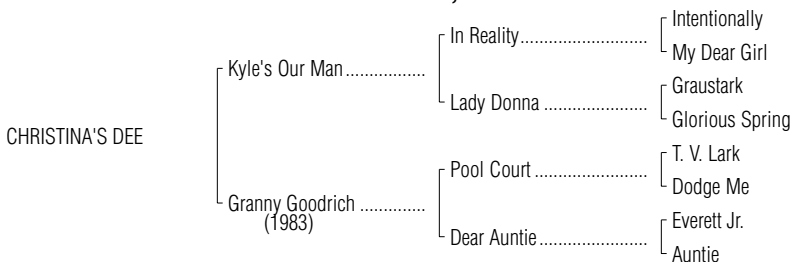 Intentionally
In Reality..........................
My Dear Girl
Kyle's Our Man.................
Graustark
Lady Donna .....................
Glorious Spring
CHRISTINA'S DEE
T. V. Lark
Pool Court .......................
Dodge Me
Granny Goodrich ..............
(1983)
Everett Jr.
Dear Auntie......................
Auntie